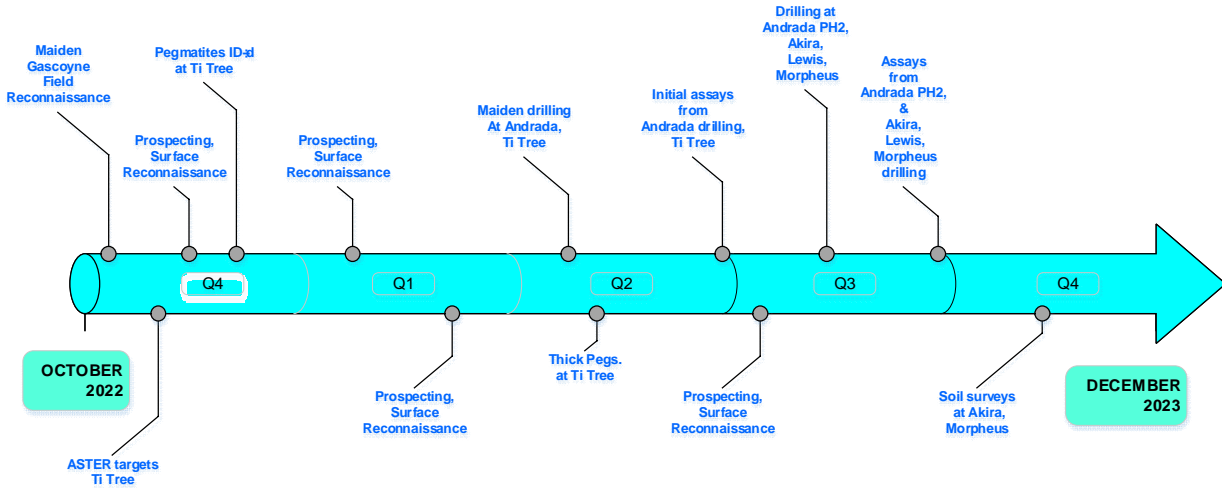 Maiden
Gascoyne
Field
Reconnaissance
Pegmatites ID-d
at Ti Tree
Prospecting,
Surface
Reconnaissance
Prospecting,
Surface
Reconnaissance
Maiden drilling
At Andrada,
Ti Tree
Initial assays
from
Andrada drilling,
Ti Tree
Drilling at
Andrada PH2,
Akira,
Lewis,
Morpheus
Assays
from
Andrada PH2,
&
Akira,
Lewis,
Morpheus
drilling
Q4
Q1
Q2
Q3
Q4
OCTOBER
2022
ASTER targets
Ti Tree
Prospecting,
Surface
Reconnaissance
Thick Pegs.
at Ti Tree
Prospecting,
Surface
Reconnaissance
Soil surveys
at Akira,
Morpheus
DECEMBER
2023